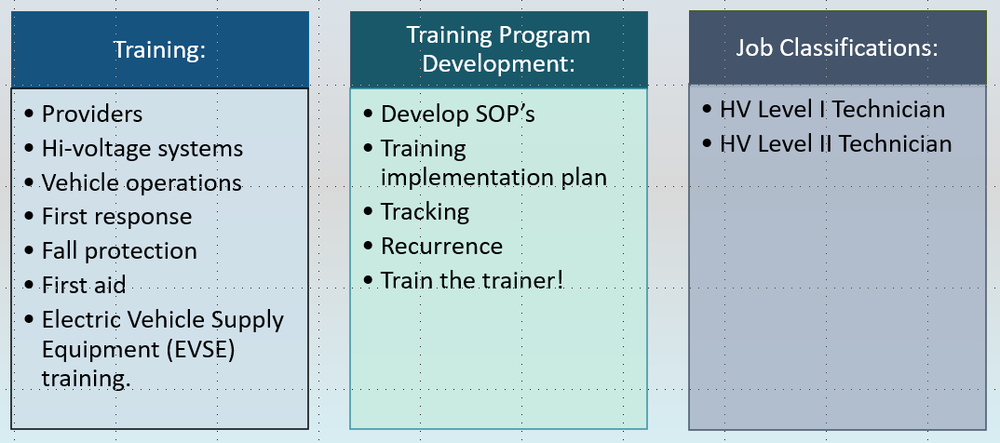 Training:
• Providers
• Hi-voltage systems
• Vehicle operations
• First response
• Fall protection
• First aid
• Electric Vehicle Supply
Equipment (EVSE)
training.
Training Program
Development:
• Develop SOP’s
• Training
implementation plan
• Tracking
• Recurrence
• Train the trainer!
Job Classifications:
• HV Level I Technician
• HV Level II Technician